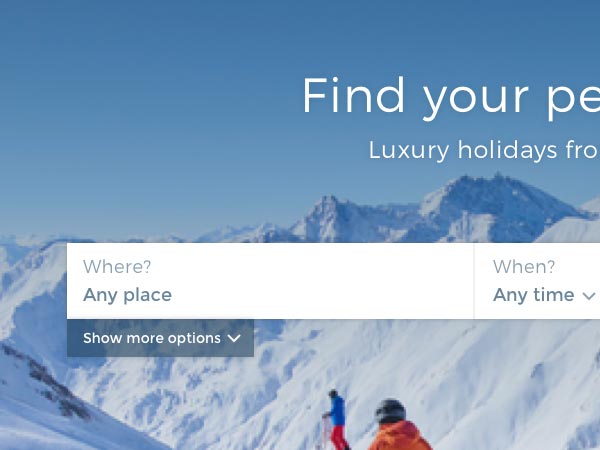 Find your pe
Luxury holidays fro
Where?
When?
Any place
Any time
Show more options